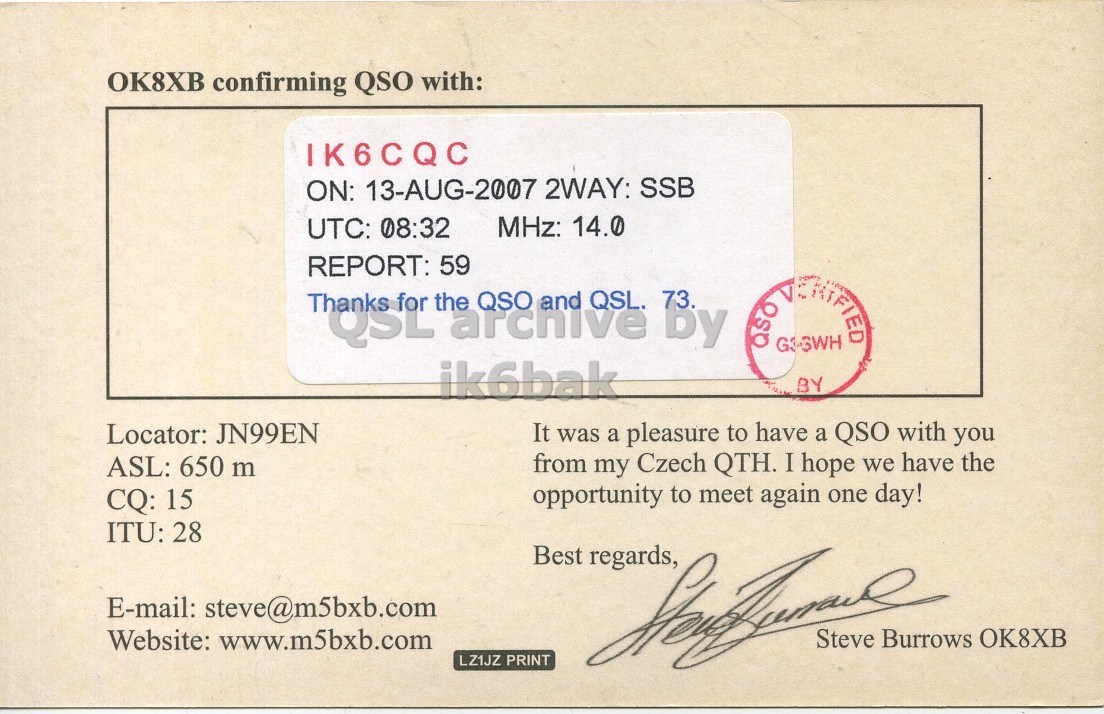 OK8XB confirming QSO with:
IK6CQC
ON: 13-AUG-2007 2WAY: SSB
UTC: 08:32 MHz: 14.0
REPORT: 59
Thanks for the QSO and QSL. 73.
QSL archive by
ik6bak
QSO VERIFIED
G3SWH
BY
Locator: JN99EN
ASL: 650 m
CQ: 15
ITU: 28
It was a pleasure to have a QSO with you
from my Czech QTH. I hope we have the
opportunity to meet again one day!
Best regards,
Steve Burrows
E-mail: steve@m5bxb.com
Website: www.m5bxb.com
Steve Burrows OK8XB
LZ1JZ PRINT